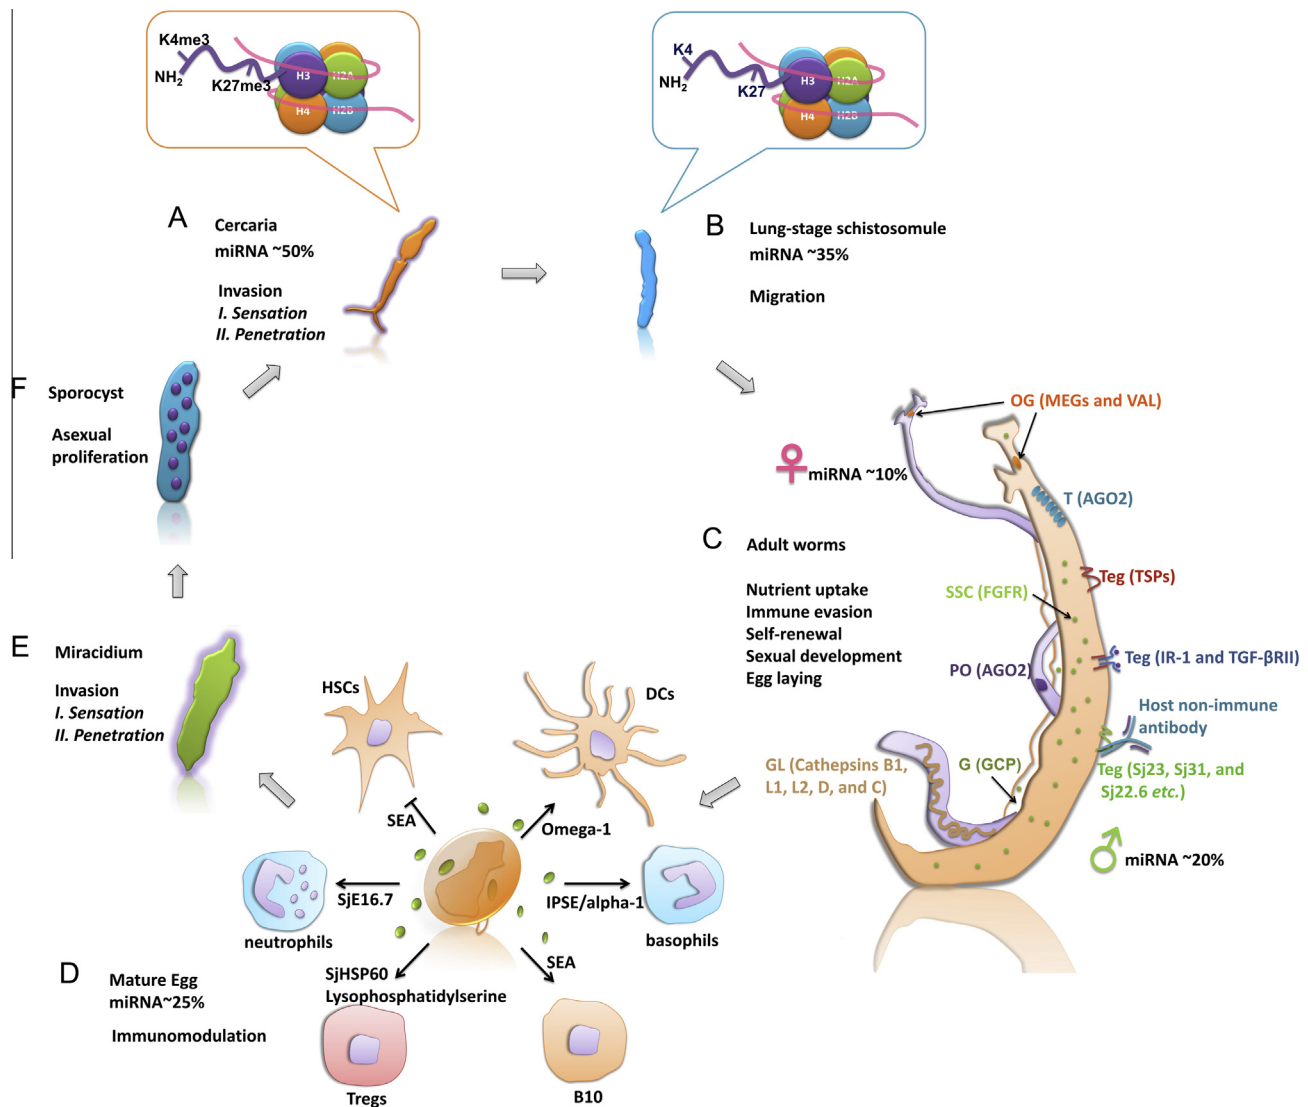 K4me3
NH2
K27me3
H3
H2A
H4
H2B
K4
NH2
K27
H3
H2A
H4
H2B
A
Cercaria
miRNA ~50%
Invasion
I. Sensation
II. Penetration
B
Lung-stage schistosomule
miRNA ~35%
Migration
F
Sporocyst
Asexual
proliferation
OG (MEGs and VAL)
miRNA ~10%
T (AGO2)
C
Adult worms
Nutrient uptake
Immune evasion
Self-renewal
Sexual development
Egg laying
Teg (TSPs)
SSC (FGFR)
PO (AGO2)
Teg (IR-1 and TGF-βRII)
Host non-immune
antibody
GL (Cathepsins B1,
L1, L2, D, and C)
G (GCP)
Teg (Sj23, Sj31, and
Sj22.6 etc.)
miRNA ~20%
E
Miracidium
Invasion
I. Sensation
II. Penetration
HSCs
DCs
SEA
Omega-1
SjE16.7
IPSE/alpha-1
neutrophils
basophils
D
Mature Egg
miRNA~25%
Immunomodulation
SjHSP60
Lysophosphatidylserine
SEA
Tregs
B10